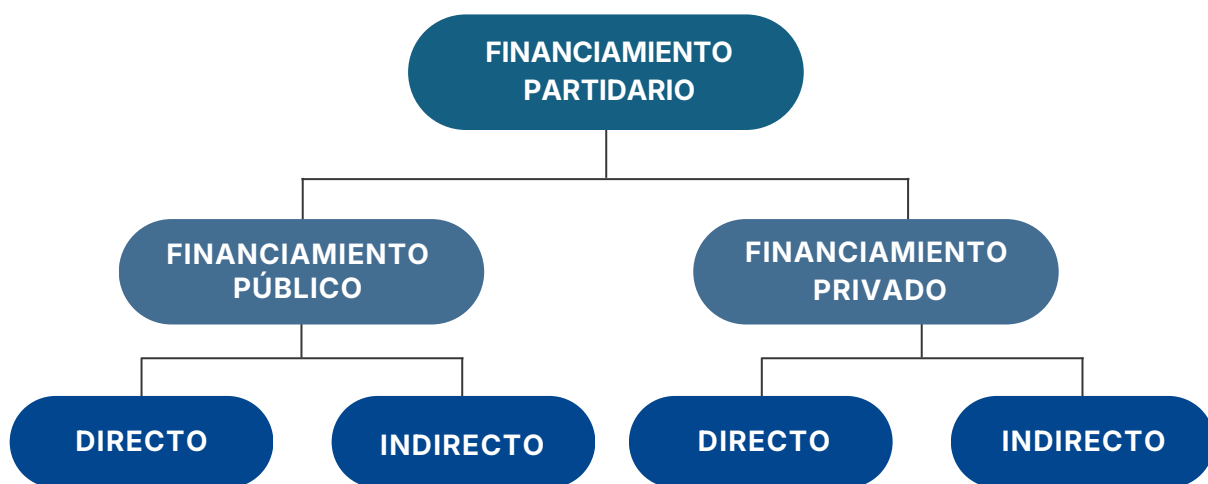 FINANCIAMIENTO
PARTIDARIO
FINANCIAMIENTO
PÚBLICO
FINANCIAMIENTO
PRIVADO
DIRECTO
INDIRECTO
DIRECTO
INDIRECTO